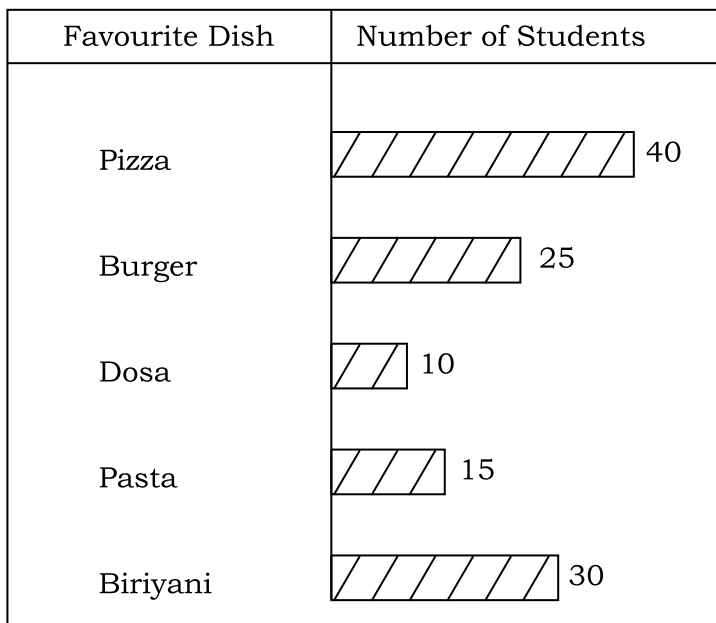 Favourite Dish Number of Students
Pizza 40
Burger 25
Dosa 10
Pasta 15
Biriyani 30